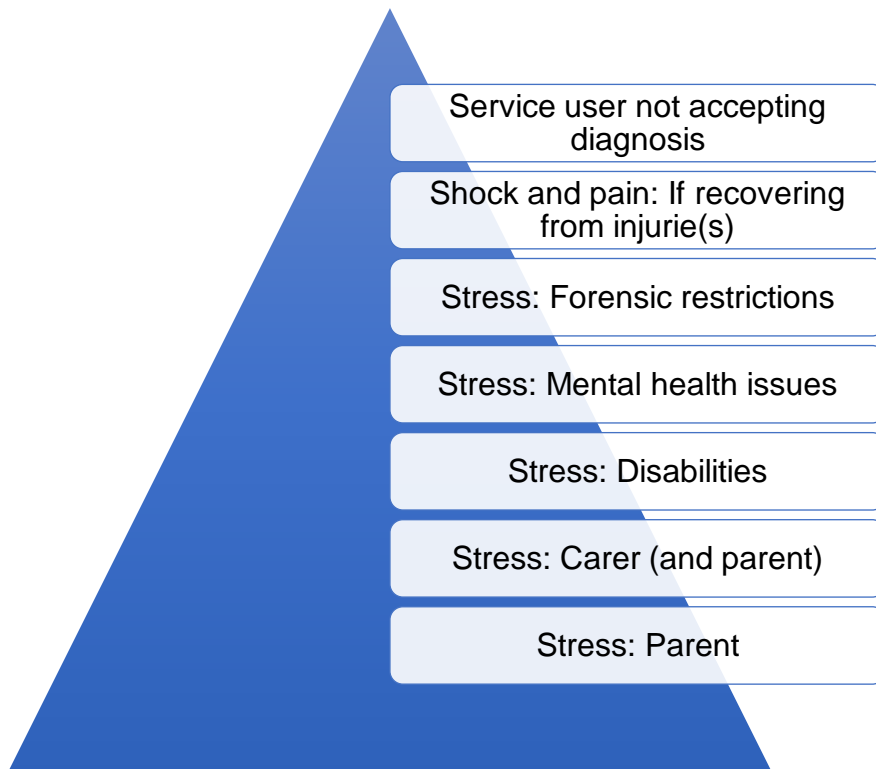 Service user not accepting
diagnosis
Shock and pain: If recovering
from injurie(s)
Stress: Forensic restrictions
Stress: Mental health issues
Stress: Disabilities
Stress: Carer (and parent)
Stress: Parent